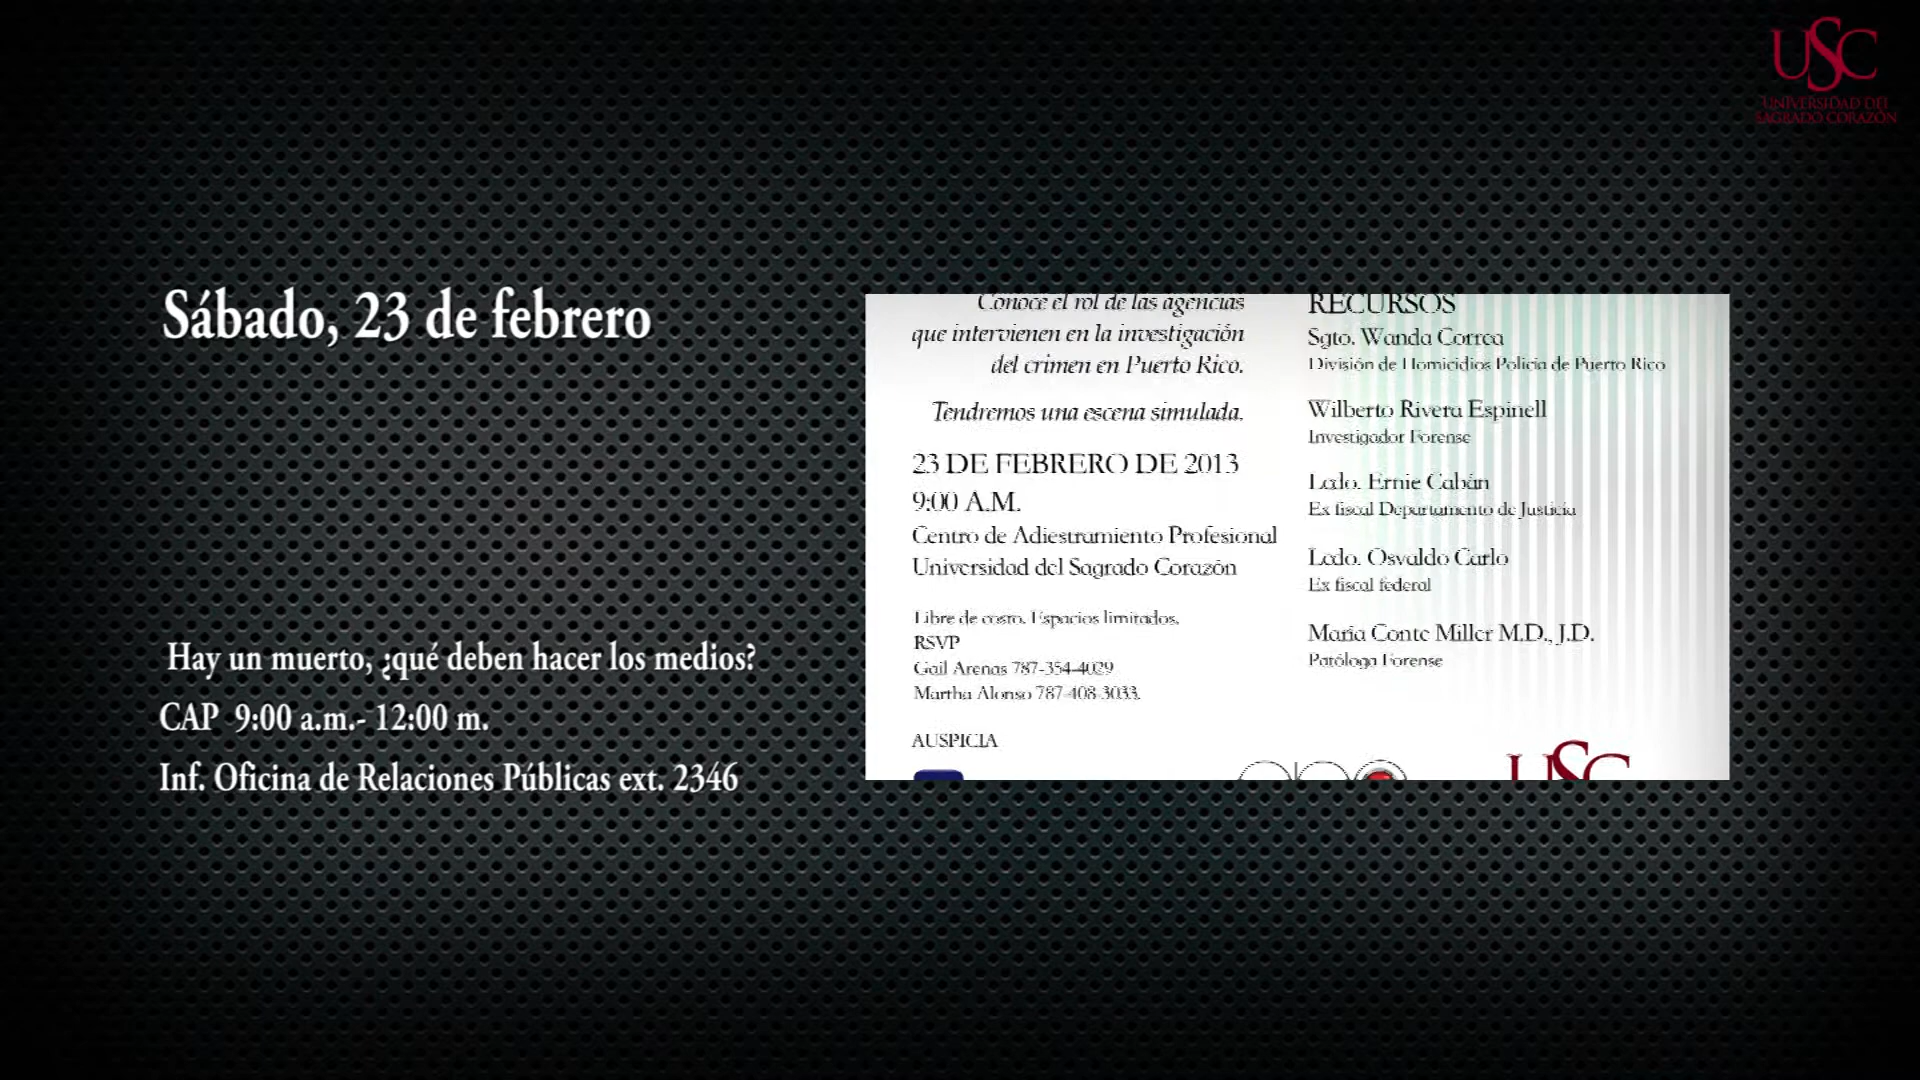 USC
UNIVERSIDAD DEL
SAGRADO CORAZÓN
Sábado, 23 de febrero
Hay un muerto, ¿qué deben hacer los medios?
CAP 9:00 a.m.- 12:00 m.
Inf. Oficina de Relaciones Públicas ext. 2346
Conoce el rol de las agencias
que intervienen en la investigación
del crimen en Puerto Rico.
Tendremos una escena simulada.
23 DE FEBRERO DE 2013
9:00 A.M.
Centro de Adiestramiento Profesional
Universidad del Sagrado Corazón
Libre de costo. Espacios limitados.
RSVP
Gail Arenas 787-354-4029
Martha Alonso 787-408-3033.
AUSPICIA
RECURSOS
Sgto. Wanda Correa
División de Homicidios Policía de Puerto Rico
Wilberto Rivera Espinell
Investigador Forense
Lcdo. Ernie Cabán
Ex fiscal Departamento de Justicia
Lcdo. Osvaldo Carlo
Ex fiscal federal
María Conte Miller M.D., J.D.
Patóloga Forense
USC